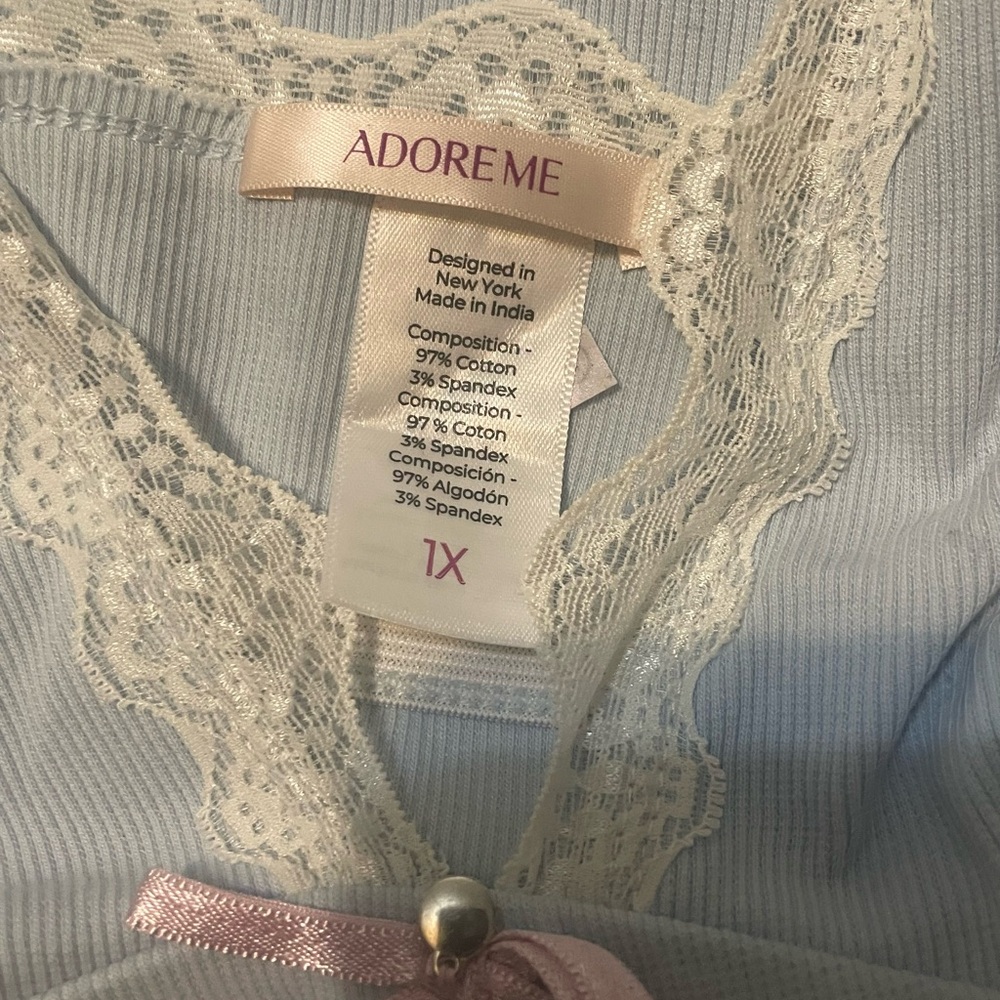 ADORE ME
Designed in
New York
Made in India
Composition -
97% Cotton
3% Spandex
Composition -
97 % Coton
3% Spandex
Composición -
97% Algodón
3% Spandex
1X